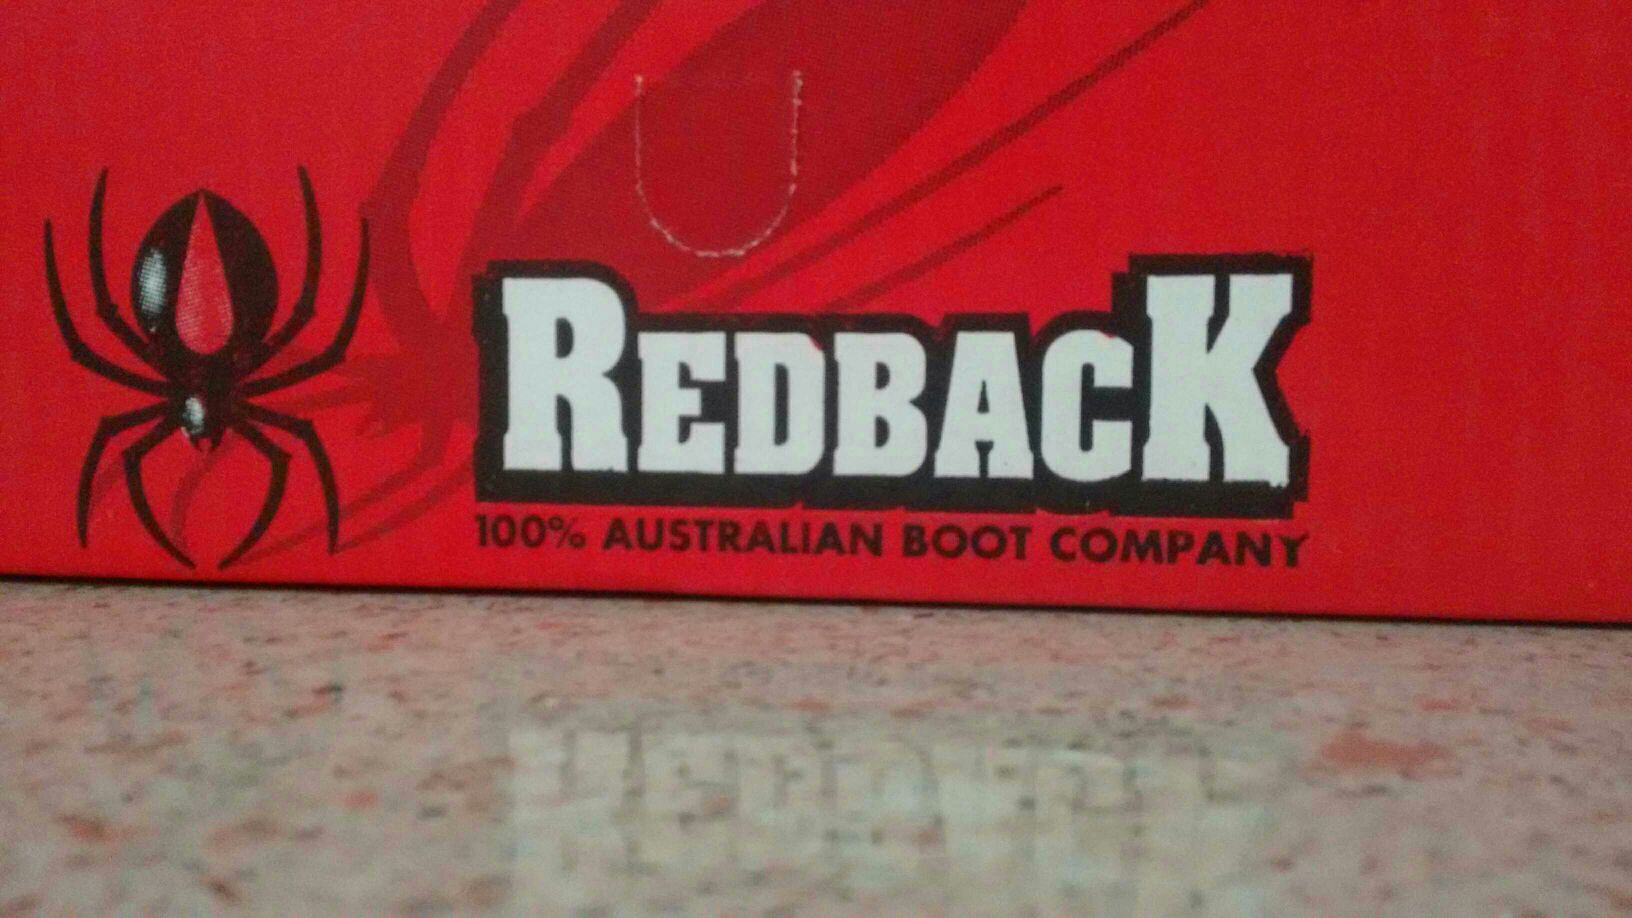 REDBACK
100% AUSTRALIAN BOOT COMPANY